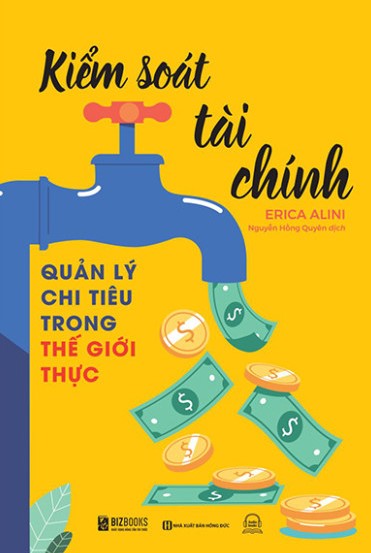 Kiểm soát
tài
chính
ERICA ALINI
Nguyễn Hồng Quyên dịch
QUẢN LÝ
CHI TIÊU
TRONG
THẾ GIỚI
THỰC
BIZBOOKS
NHÀ XUẤT BẢN HỒNG ĐỨC